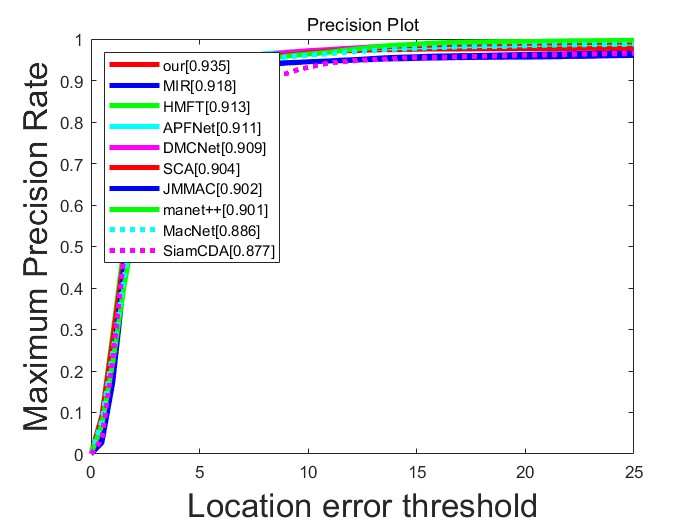 Precision Plot
Maximum Precision Rate
1
0.9
0.8
0.7
0.6
0.5
0.4
0.3
0.2
0.1
0
our[0.935]
MIR[0.918]
HMFT[0.913]
APFNet[0.911]
DMCNet[0.909]
SCA[0.904]
JMMAC[0.902]
manet++[0.901]
MacNet[0.886]
SiamCDA[0.877]
0 5 10 15 20 25
Location error threshold